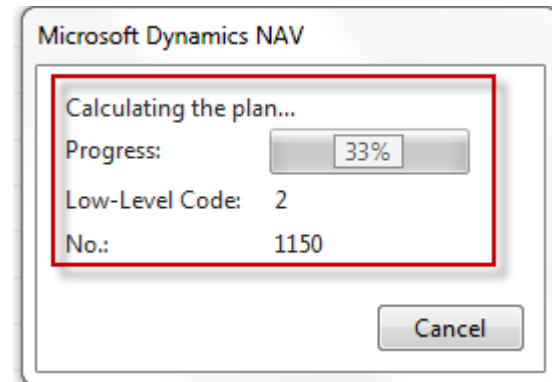 Microsoft Dynamics NAV
Calculating the plan...
Progress: 33%
Low-Level Code: 2
No.: 1150
Cancel